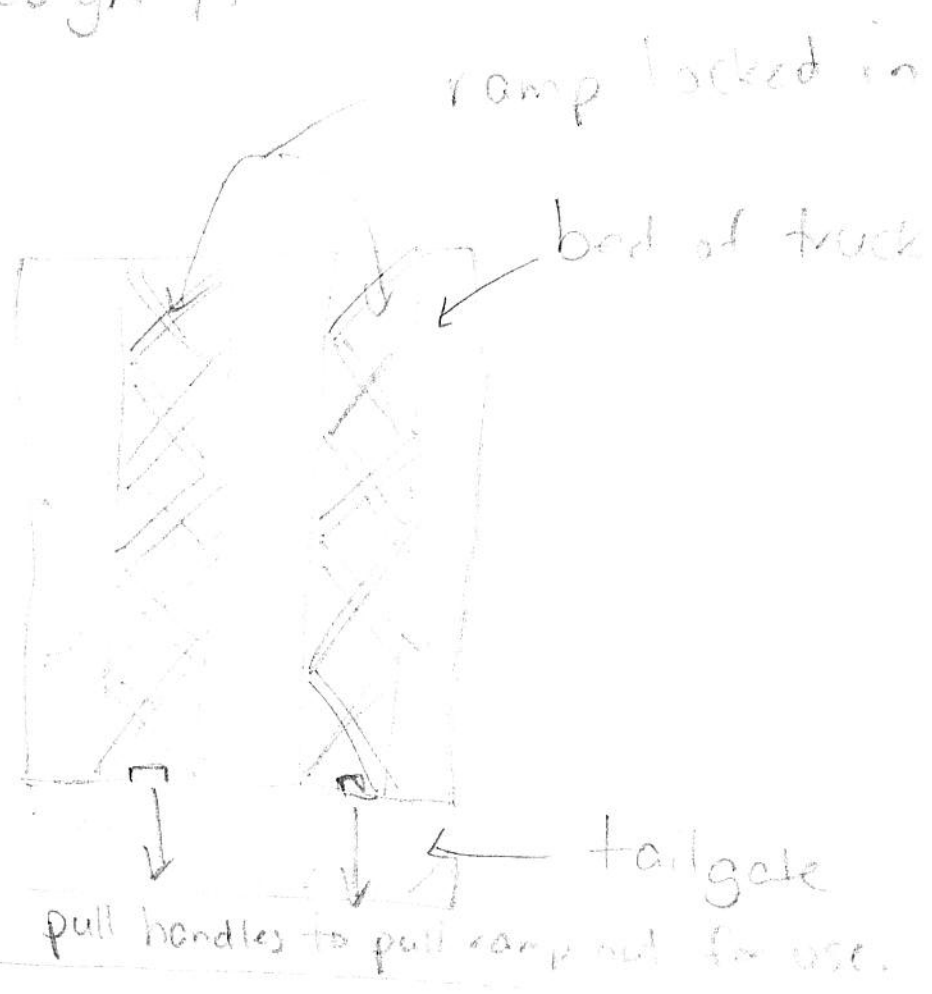 ramp locked in
bed of truck
tailgate
pull handles to pull ramp out for use.